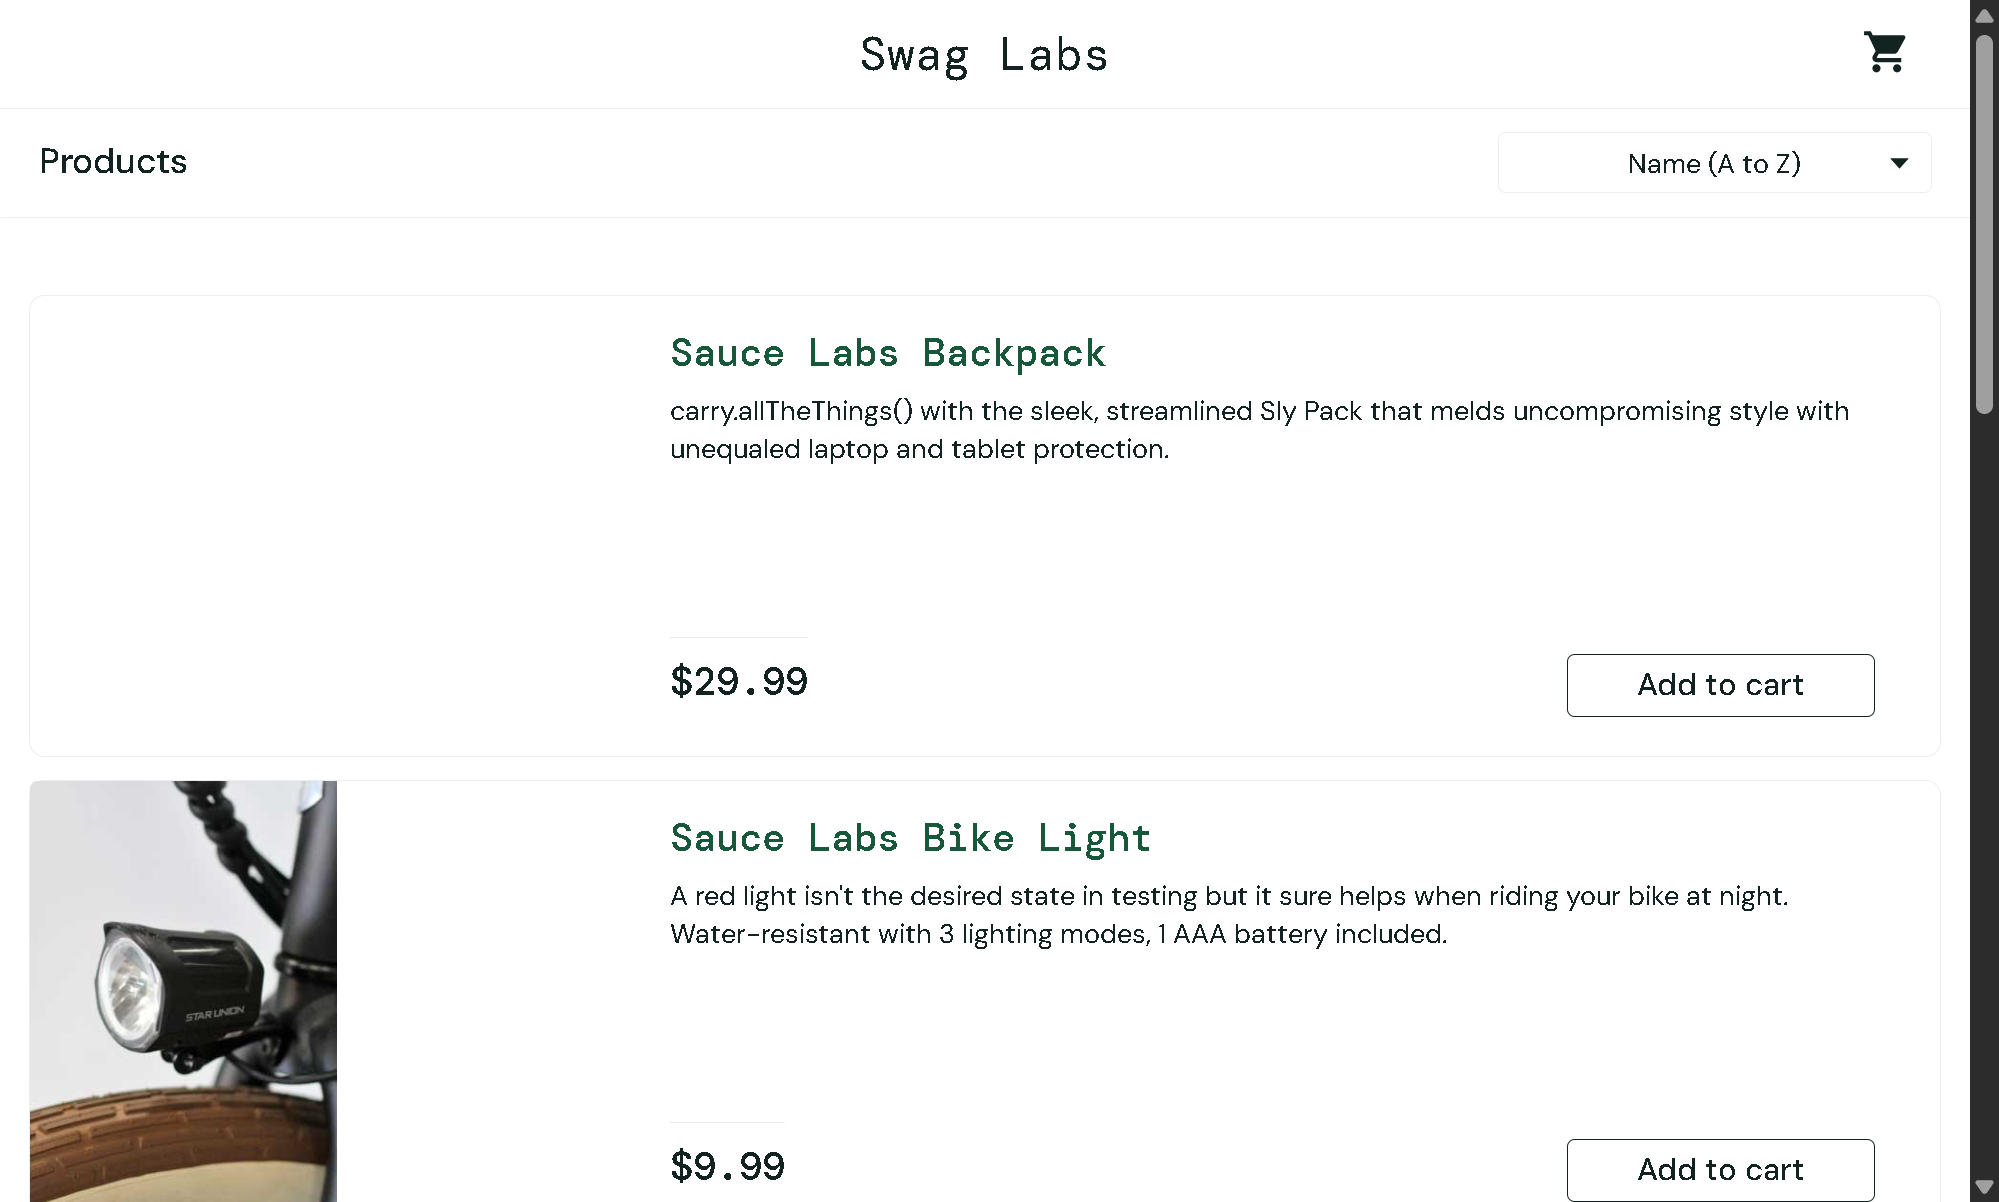 Swag Labs
Products
Name (A to Z)
Sauce Labs Backpack
carry.allTheThings() with the sleek, streamlined Sly Pack that melds uncompromising style with
unequaled laptop and tablet protection.
$29.99
Add to cart
Sauce Labs Bike Light
A red light isn't the desired state in testing but it sure helps when riding your bike at night.
Water-resistant with 3 lighting modes, 1 AAA battery included.
STAR UNION
$9.99
Add to cart